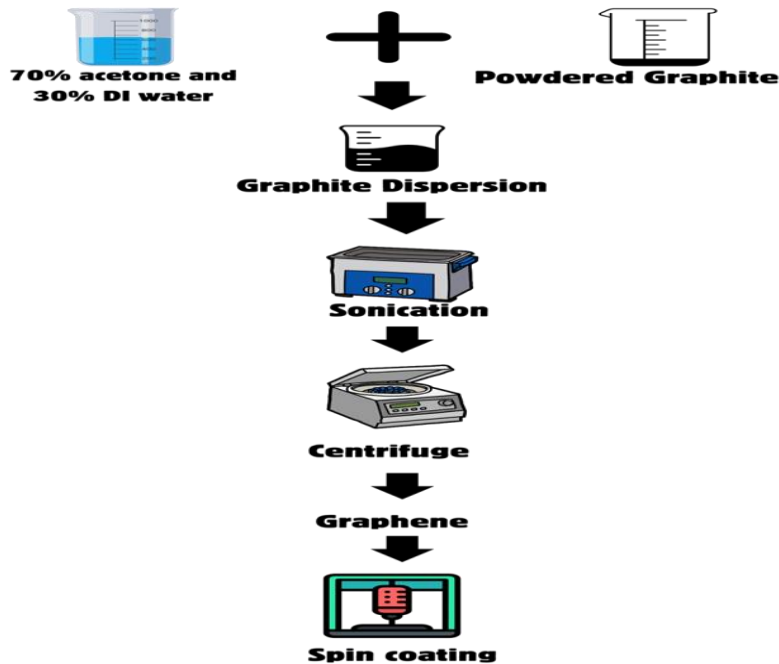 70% acetone and
30% DI water
Powdered Graphite
Graphite Dispersion
Sonication
Centrifuge
Graphene
Spin coating